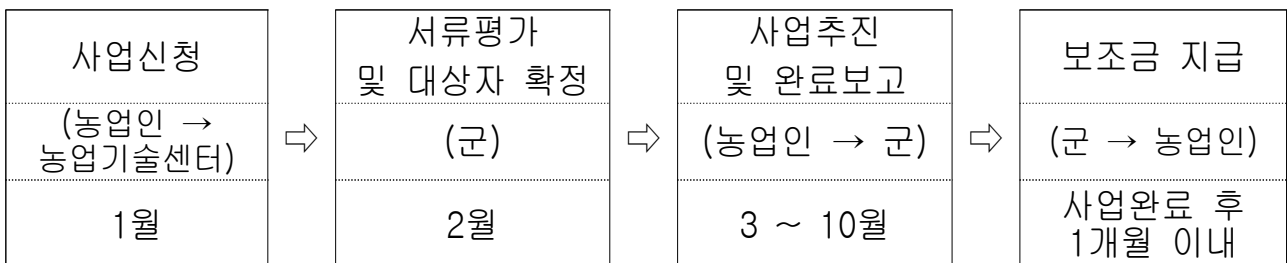 사업신청
(농업인 →
농업기술센터)
1월
⇨
서류평가
및 대상자 확정
(군)
2월
⇨
사업추진
및 완료보고
(농업인 → 군)
3 ~ 10월
⇨
보조금 지급
(군 → 농업인)
사업완료 후
1개월 이내